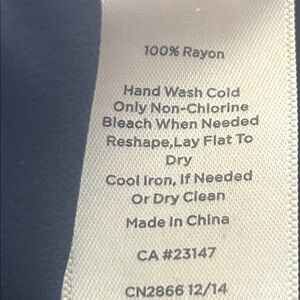 100% Rayon
Hand Wash Cold
Only Non-Chlorine
Bleach When Needed
Reshape,Lay Flat To
Dry
Cool Iron, If Needed
Or Dry Clean
Made In China
CA #23147
CN2866 12/14